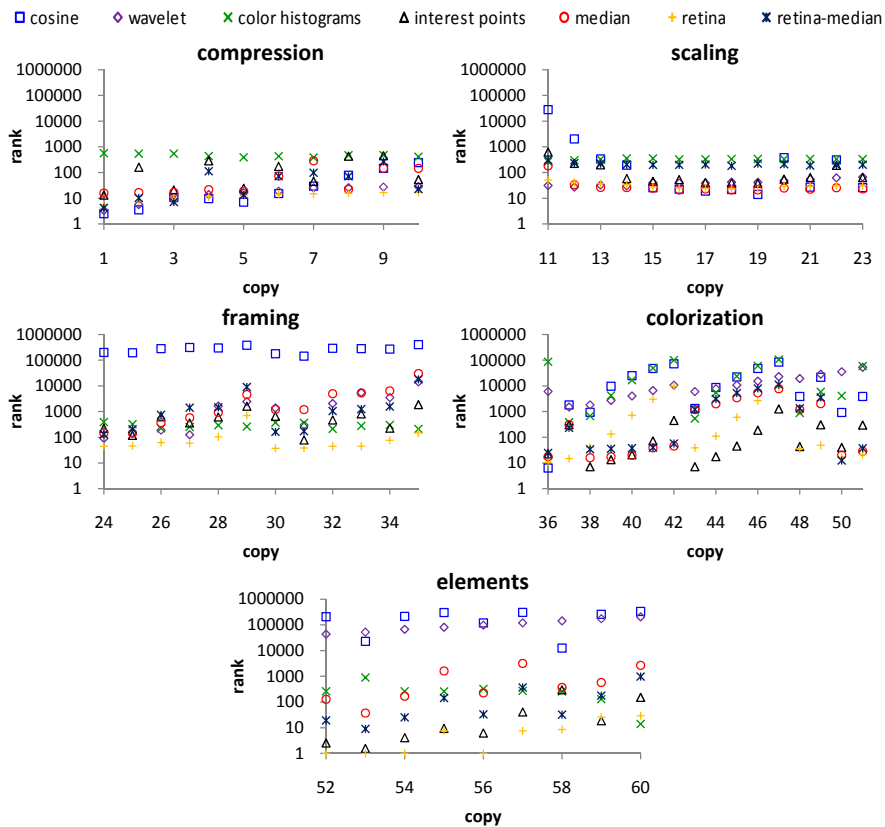 cosine wavelet color histograms interest points median retina retina-median
compression
rank
1000000
100000
10000
1000
100
10
1
1 3 5 7 9
copy
scaling
rank
1000000
100000
10000
1000
100
10
1
11 13 15 17 19 21 23
copy
framing
rank
1000000
100000
10000
1000
100
10
1
24 26 28 30 32 34
copy
colorization
rank
1000000
100000
10000
1000
100
10
1
36 38 40 42 44 46 48 50
copy
elements
rank
1000000
100000
10000
1000
100
10
1
52 54 56 58 60
copy